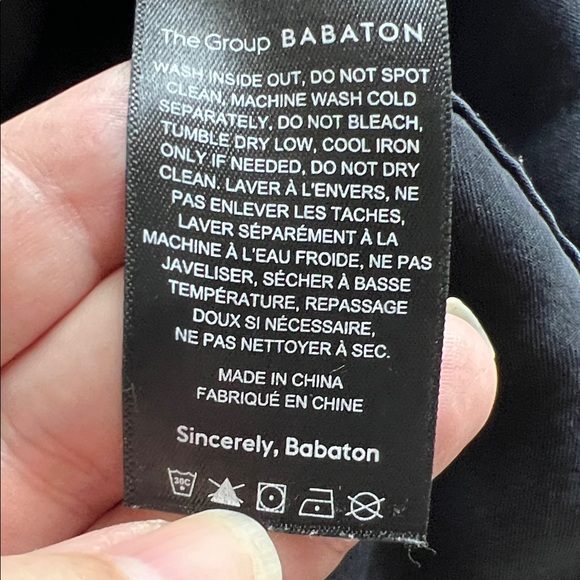 The Group BABATON
WASH INSIDE OUT, DO NOT SPOT
CLEAN, MACHINE WASH COLD
SEPARATELY, DO NOT BLEACH,
TUMBLE DRY LOW, COOL IRON
ONLY IF NEEDED, DO NOT DRY
CLEAN. LAVER À L'ENVERS, NE
PAS ENLEVER LES TACHES,
LAVER SÉPARÉMENT À LA
MACHINE À L'EAU FROIDE, NE PAS
JAVELISER, SÉCHER À BASSE
TEMPÉRATURE, REPASSAGE
DOUX SI NÉCESSAIRE,
NE PAS NETTOYER À SEC.
MADE IN CHINA
FABRIQUÉ EN CHINE
Sincerely, Babaton
30C